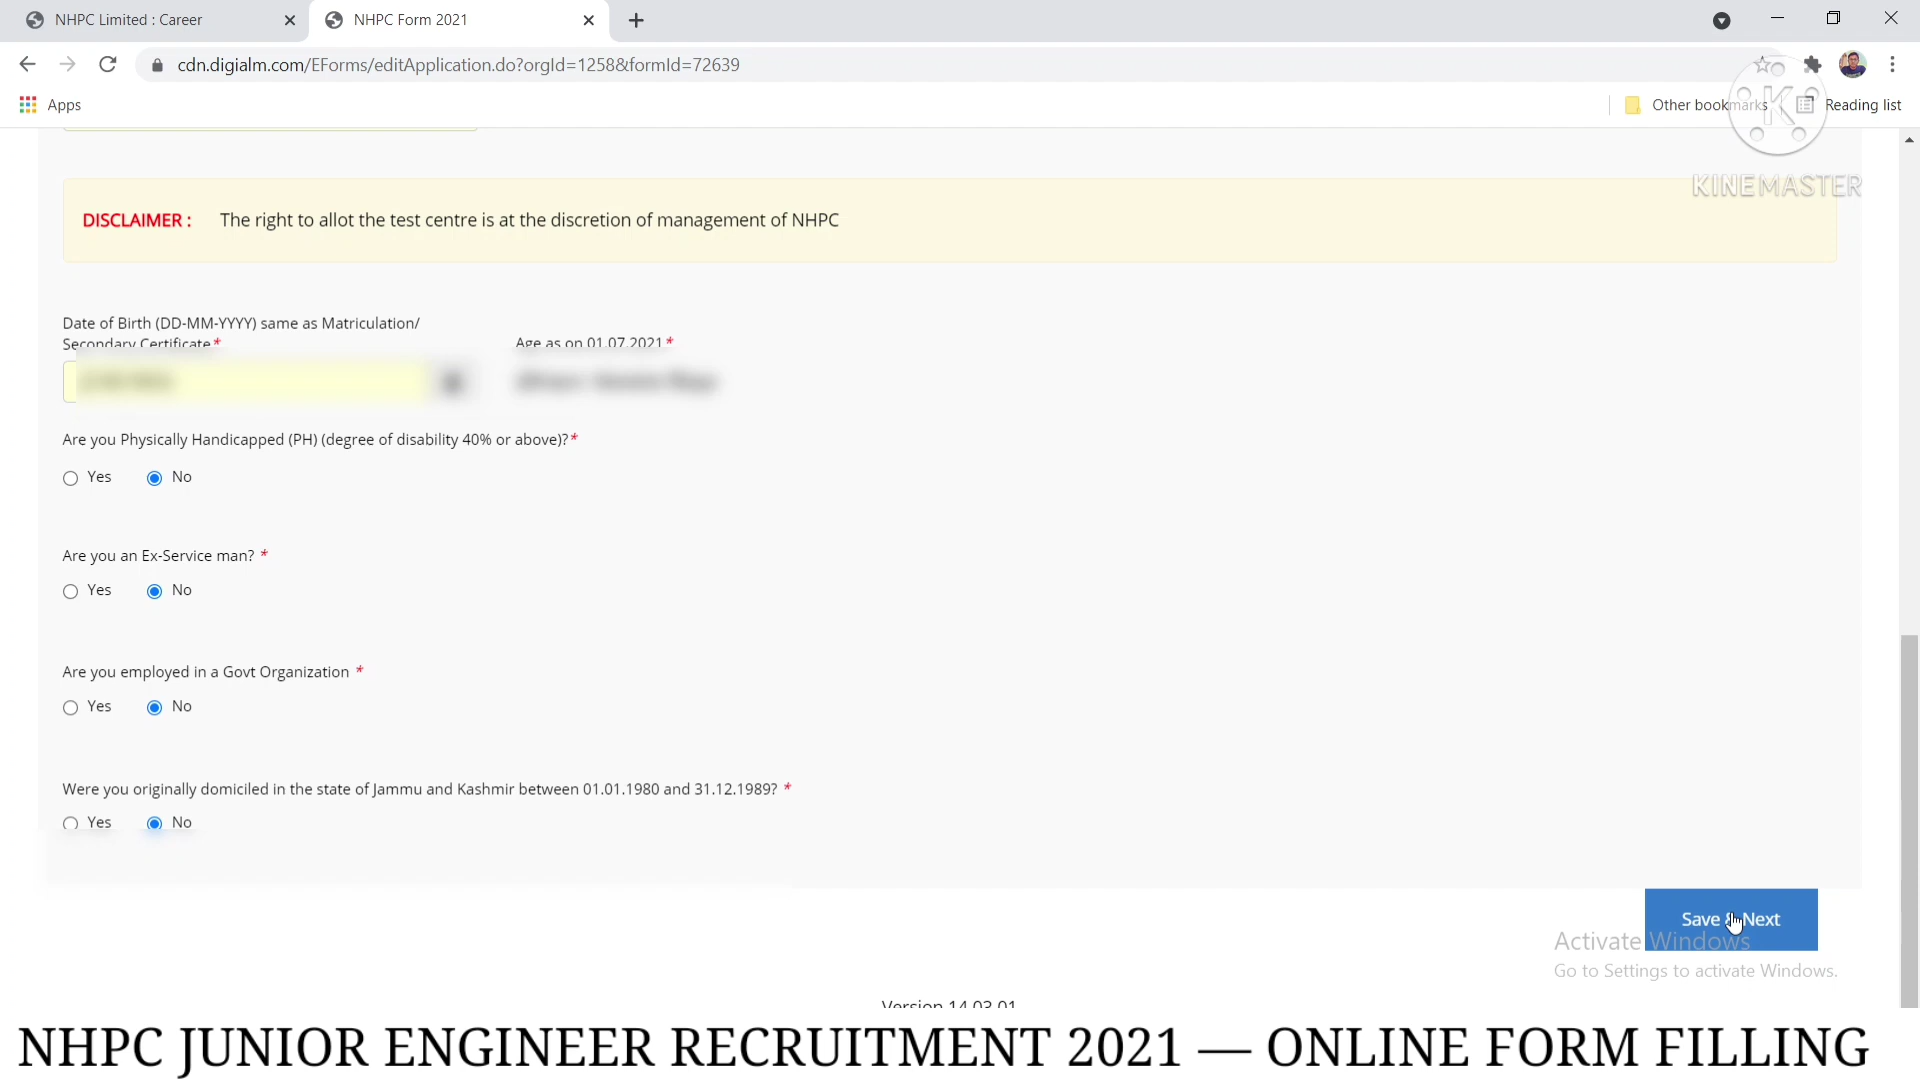 NHPC Limited : Career
NHPC Form 2021
cdn.digialm.com/EForms/editApplication.do?orgId=1258&formId=72639
Apps
Other bookmarks
Reading list
KINEMASTER
DISCLAIMER : The right to allot the test centre is at the discretion of management of NHPC
Date of Birth (DD-MM-YYYY) same as Matriculation/
Secondary Certificate*
Age as on 01.07.2021*
Are you Physically Handicapped (PH) (degree of disability 40% or above)?*
Yes No
Are you an Ex-Service man? *
Yes No
Are you employed in a Govt Organization *
Yes No
Were you originally domiciled in the state of Jammu and Kashmir between 01.01.1980 and 31.12.1989? *
Yes No
Save & Next
Activate Windows
Go to Settings to activate Windows.
Version 14.03.01
NHPC JUNIOR ENGINEER RECRUITMENT 2021 — ONLINE FORM FILLING